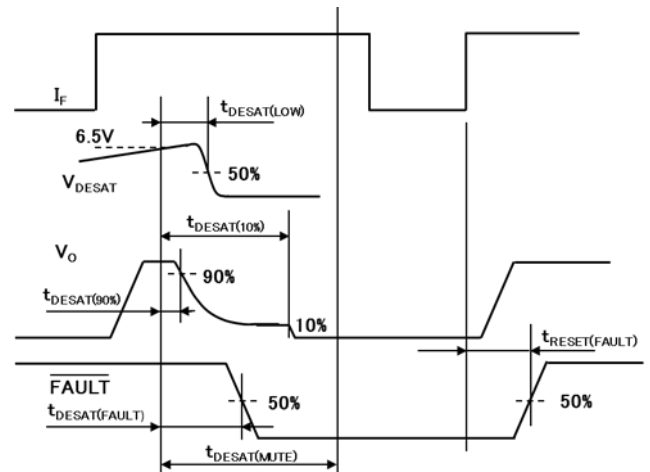 I_F
t_DESAT(LOW)
6.5V
50%
V_DESAT
t_DESAT(10%)
V_O
90%
t_DESAT(90%)
10%
t_RESET(FAULT)
FAULT
50%
50%
t_DESAT(FAULT)
t_DESAT(MUTE)